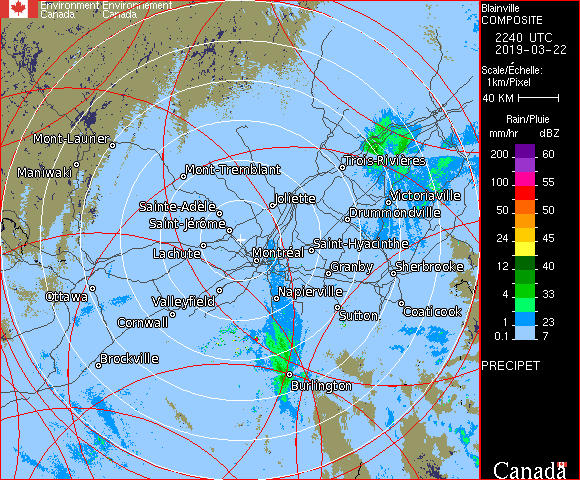 Environment Environnement
Canada Canada
Mont-Laurier
Maniwaki
Mont-Tremblant
Trois-Rivières
Sainte-Adèle
Joliette
Victoriaville
Saint-Jérôme
Drummondville
Lachute
Montréal
Saint-Hyacinthe
Granby
Sherbrooke
Ottawa
Valleyfield
Napierville
Cornwall
Sutton
Coaticook
Brockville
Burlington
Blainville
COMPOSITE
2240 UTC
2019-03-22
Scale/Échelle:
1km/Pixel
40 KM
Rain/Pluie
mm/hr dBZ
200 60
100 55
50 50
24 45
12 40
4 33
1 23
0.1 7
PRECIPET
Canada